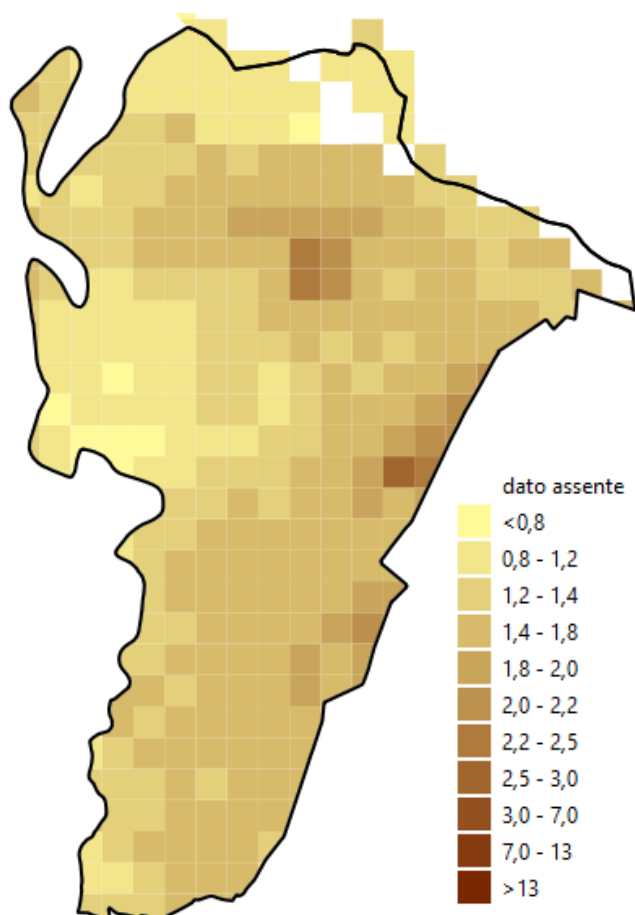 dato assente
<0,8
0,8 - 1,2
1,2 - 1,4
1,4 - 1,8
1,8 - 2,0
2,0 - 2,2
2,2 - 2,5
2,5 - 3,0
3,0 - 7,0
7,0 - 13
>13